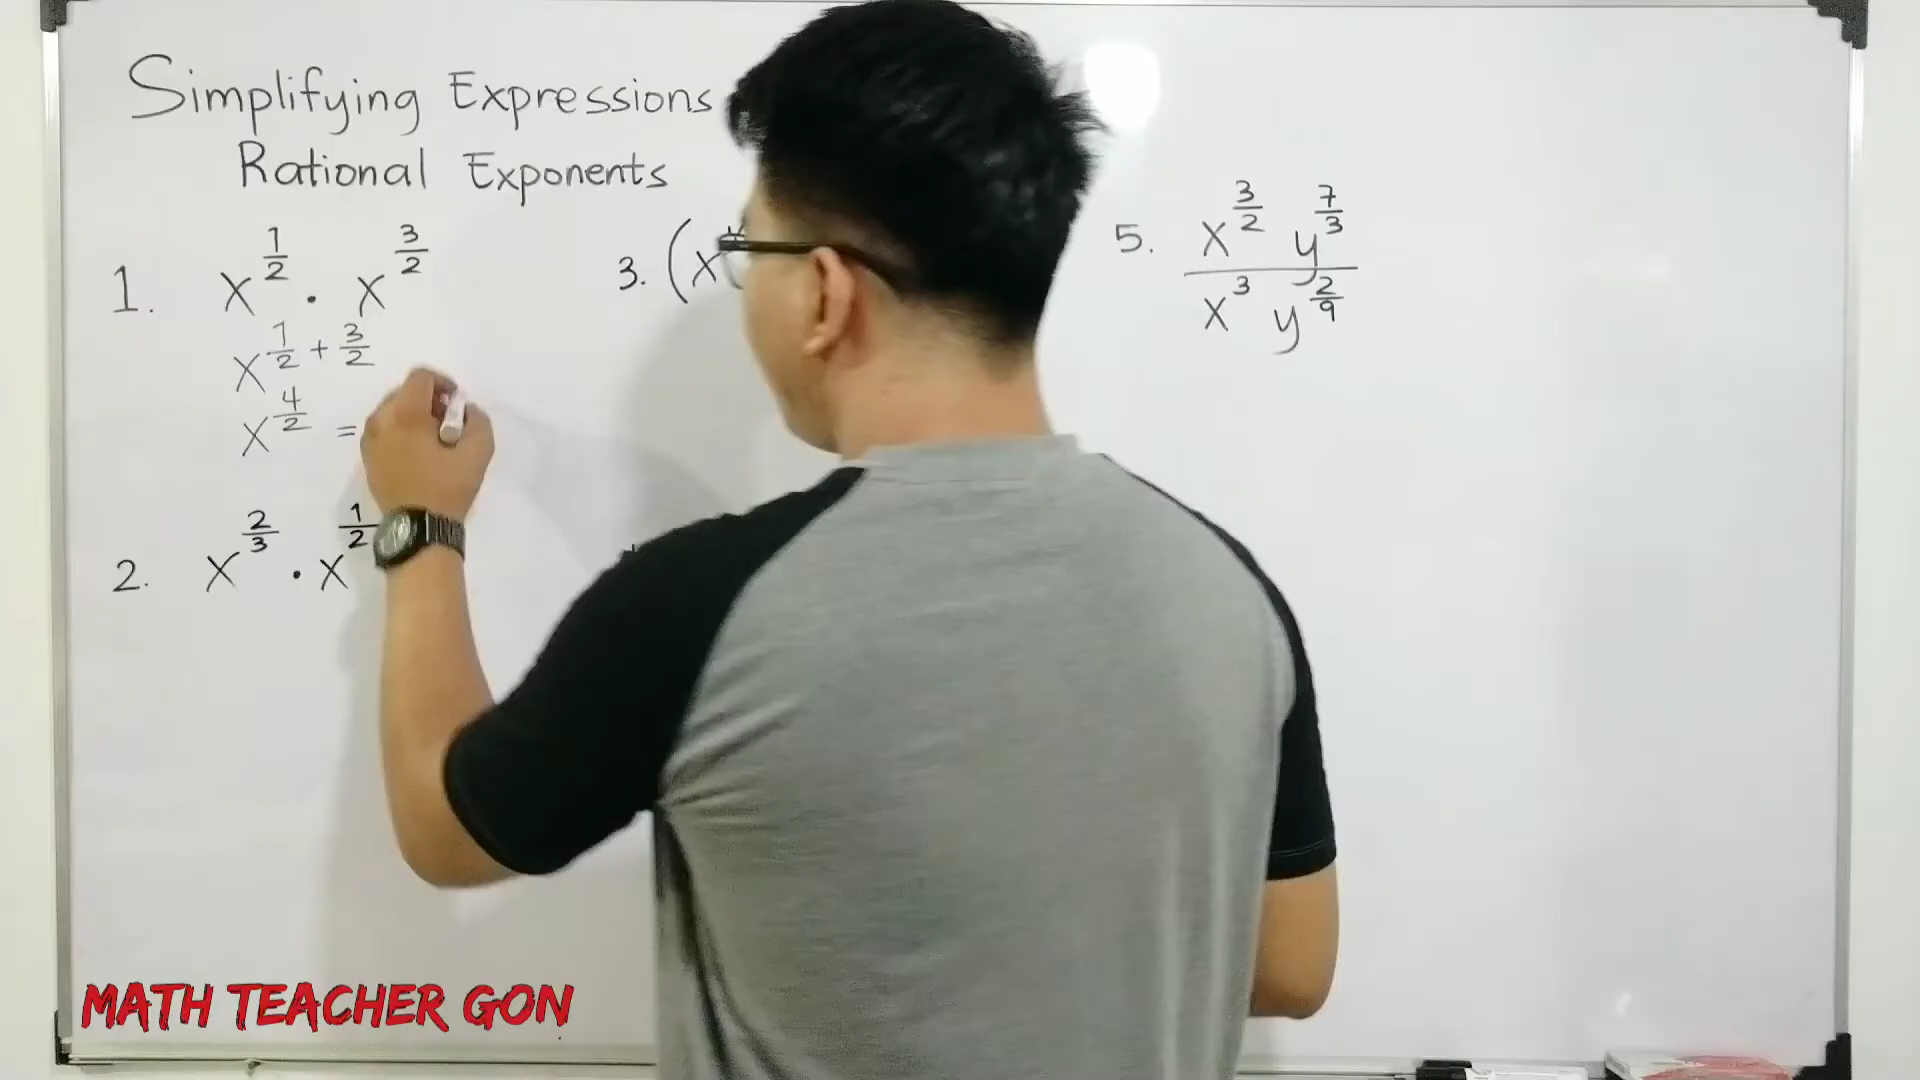 Simplifying Expressions
Rational Exponents
1. x^(1/2) · x^(3/2)
x^(1/2 + 3/2)
x^(4/2) =
2. x^(2/3) · x^(1/2)
3. (x
5. x^(3/2) y^(7/3)
x^3 y^(2/9)
MATH TEACHER GON